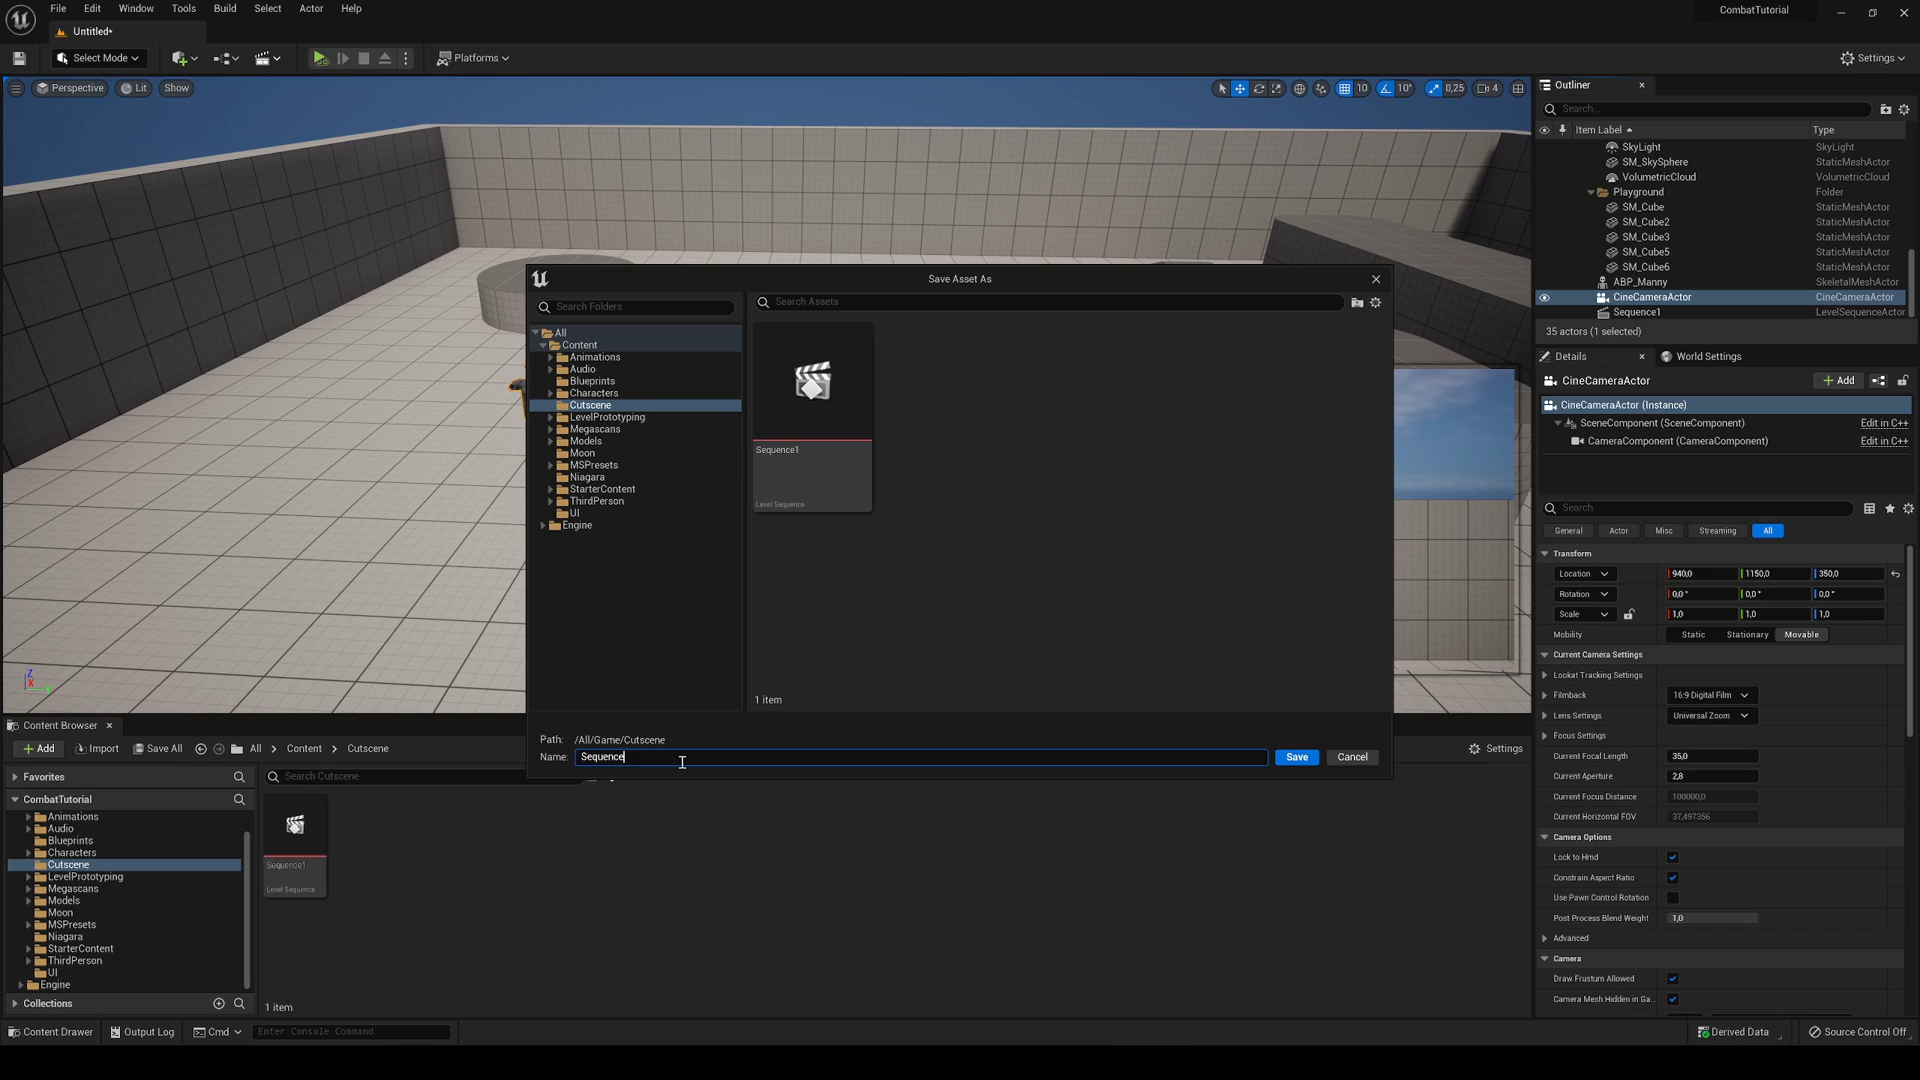 File Edit Window Tools Build Select Actor Help
CombatTutorial
Untitled*
Select Mode
Platforms
Settings
Perspective Lit Show
10 10° 0,25 4
Outliner
Search...
Item Label Type
SkyLight SkyLight
SM_SkySphere StaticMeshActor
VolumetricCloud VolumetricCloud
Playground Folder
SM_Cube StaticMeshActor
SM_Cube2 StaticMeshActor
SM_Cube3 StaticMeshActor
SM_Cube5 StaticMeshActor
SM_Cube6 StaticMeshActor
ABP_Manny SkeletalMeshActor
CineCameraActor CineCameraActor
Sequence1 LevelSequenceActor
35 actors (1 selected)
Details World Settings
CineCameraActor
Add
CineCameraActor (Instance)
SceneComponent (SceneComponent) Edit in C++
CameraComponent (CameraComponent) Edit in C++
Search
General Actor Misc Streaming All
Transform
Location 940,0 1150,0 350,0
Rotation 0,0 ° 0,0 ° 0,0 °
Scale 1,0 1,0 1,0
Mobility Static Stationary Movable
Current Camera Settings
Lookat Tracking Settings
Filmback 16:9 Digital Film
Lens Settings Universal Zoom
Focus Settings
Current Focal Length 35,0
Current Aperture 2,8
Current Focus Distance 100000,0
Current Horizontal FOV 37,497356
Camera Options
Lock to Hmd
Constrain Aspect Ratio
Use Pawn Control Rotation
Post Process Blend Weight 1,0
Advanced
Camera
Draw Frustum Allowed
Camera Mesh Hidden in Ga...
Save Asset As
Search Folders
Search Assets
All
Content
Animations
Audio
Blueprints
Characters
Cutscene
LevelPrototyping
Megascans
Models
Moon
MSPresets
Niagara
StarterContent
ThirdPerson
UI
Engine
Sequence1
Level Sequence
1 item
Path: /All/Game/Cutscene
Name: Sequence
Save Cancel
Content Browser
Add Import Save All All Content Cutscene
Settings
Favorites
CombatTutorial
Animations
Audio
Blueprints
Characters
Cutscene
LevelPrototyping
Megascans
Models
Moon
MSPresets
Niagara
StarterContent
ThirdPerson
UI
Engine
Collections
Search Cutscene
Sequence1
Level Sequence
1 item
Content Drawer Output Log Cmd Enter Console Command
Derived Data Source Control Off